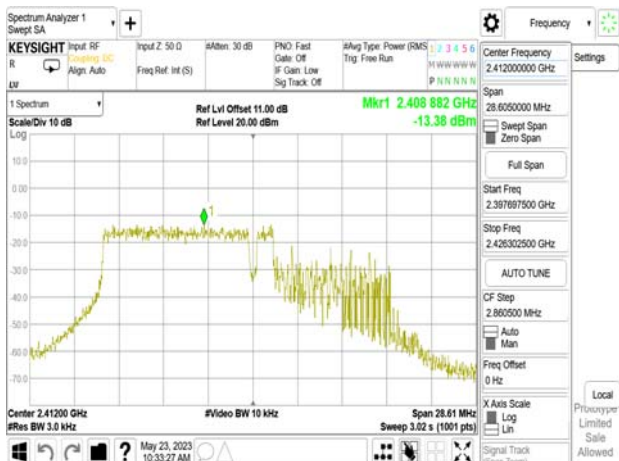 Spectrum Analyzer 1
Swept SA
Frequency
KEYSIGHT
R
Input: RF
Coupling: DC
Align: Auto
Input Z: 50 Ω
Freq Ref: Int (S)
#Atten: 30 dB
PNO: Fast
Gate: Off
IF Gain: Low
Sig Track: Off
#Avg Type: Power (RMS
Trig: Free Run
1 2 3 4 5 6
M W W W W W
P N N N N N
1 Spectrum
Scale/Div 10 dB
Ref Lvl Offset 11.00 dB
Ref Level 20.00 dBm
Mkr1 2.408 882 GHz
-13.38 dBm
Log
10.0
0.00
-10.0
-20.0
-30.0
-40.0
-50.0
-60.0
-70.0
1
Center 2.41200 GHz
#Res BW 3.0 kHz
#Video BW 10 kHz
Span 28.61 MHz
Sweep 3.02 s (1001 pts)
May 23, 2023
10:33:27 AM
Center Frequency
2.412000000 GHz
Settings
Span
28.6050000 MHz
Swept Span
Zero Span
Full Span
Start Freq
2.397697500 GHz
Stop Freq
2.426302500 GHz
AUTO TUNE
CF Step
2.860500 MHz
Auto
Man
Freq Offset
0 Hz
X Axis Scale
Log
Lin
Local
Prototype
Limited
Sale
Allowed
Signal Track